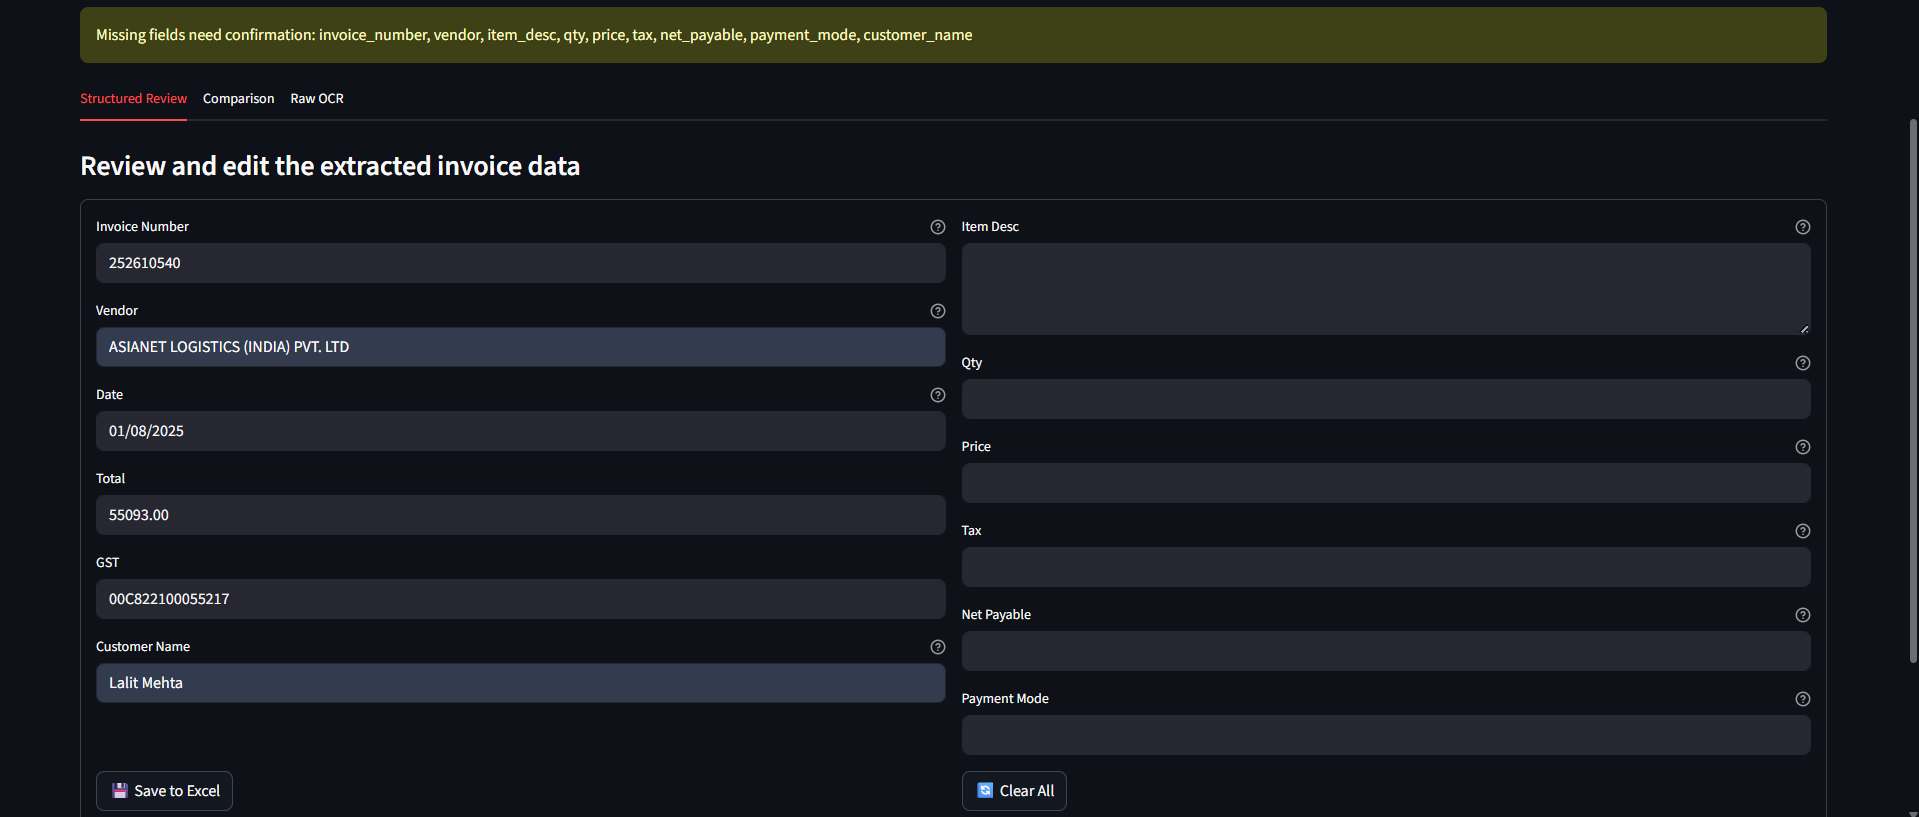 Missing fields need confirmation: invoice_number, vendor, item_desc, qty, price, tax, net_payable, payment_mode, customer_name
Structured Review Comparison Raw OCR
Review and edit the extracted invoice data
Invoice Number
252610540
Vendor
ASIANET LOGISTICS (INDIA) PVT. LTD
Date
01/08/2025
Total
55093.00
GST
00C822100055217
Customer Name
Lalit Mehta
Save to Excel
Item Desc
Qty
Price
Tax
Net Payable
Payment Mode
Clear All